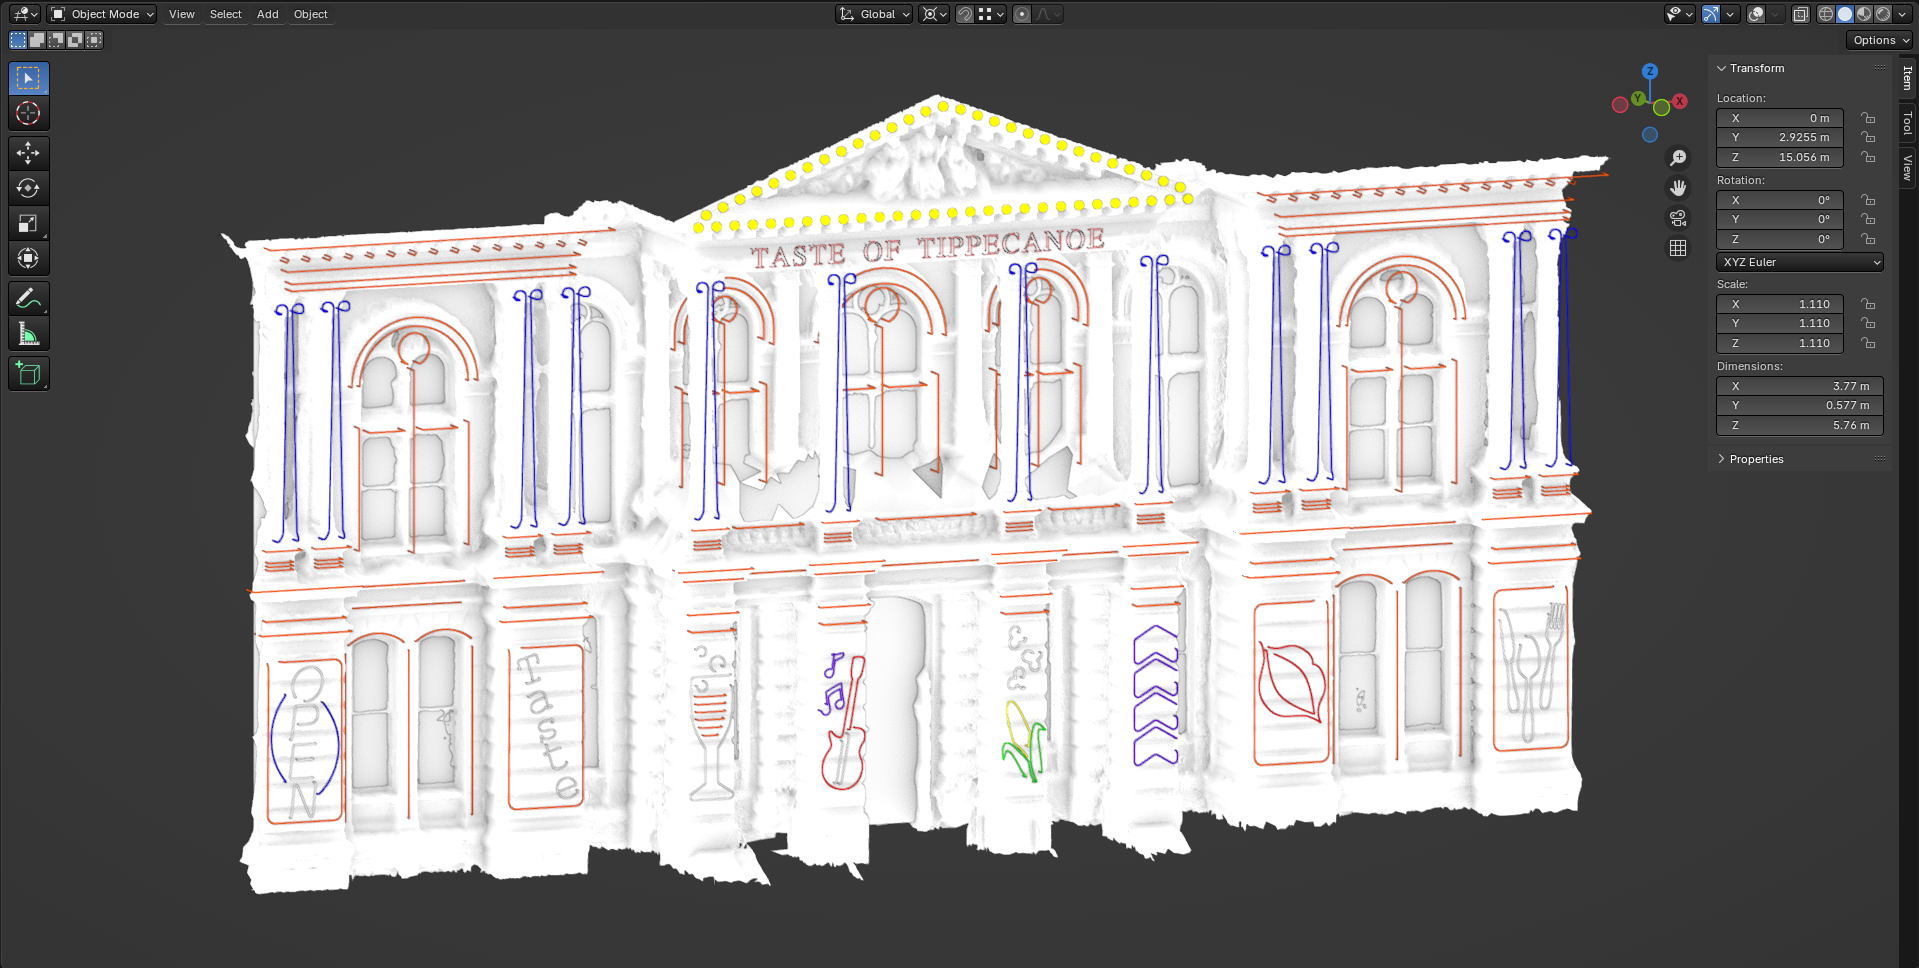 Object Mode View Select Add Object Global
Options
Transform
Location:
X 0 m
Y 2.9255 m
Z 15.056 m
Rotation:
X 0°
Y 0°
Z 0°
XYZ Euler
Scale:
X 1.110
Y 1.110
Z 1.110
Dimensions:
X 3.77 m
Y 0.577 m
Z 5.76 m
Properties
Item
Tool
View
Z
Y
X
TASTE OF TIPPECANOE
OPEN
Taste